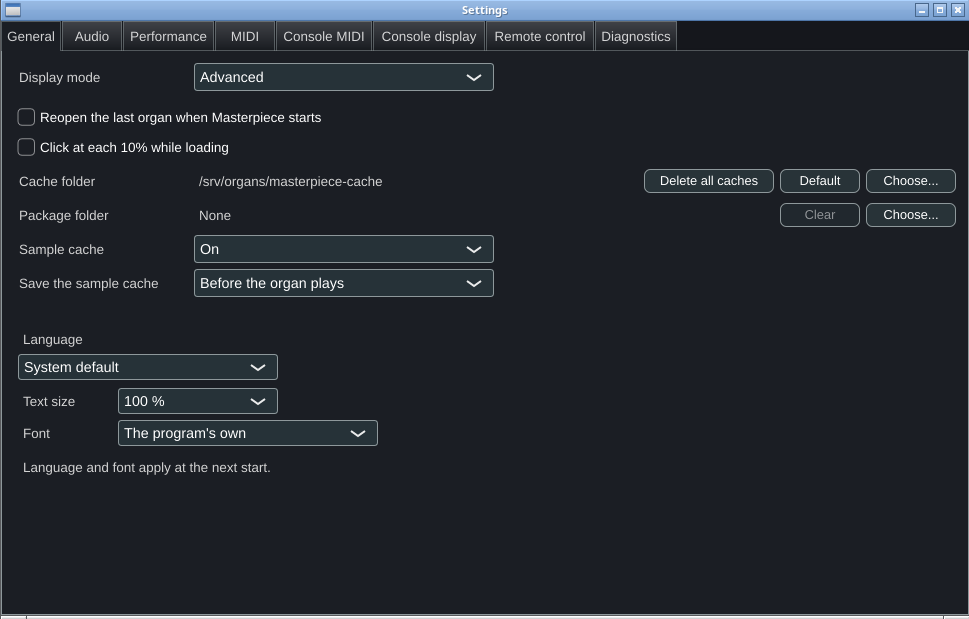 Settings
General Audio Performance MIDI Console MIDI Console display Remote control Diagnostics
Display mode Advanced
Reopen the last organ when Masterpiece starts
Click at each 10% while loading
Cache folder /srv/organs/masterpiece-cache Delete all caches Default Choose...
Package folder None Clear Choose...
Sample cache On
Save the sample cache Before the organ plays
Language
System default
Text size 100 %
Font The program's own
Language and font apply at the next start.